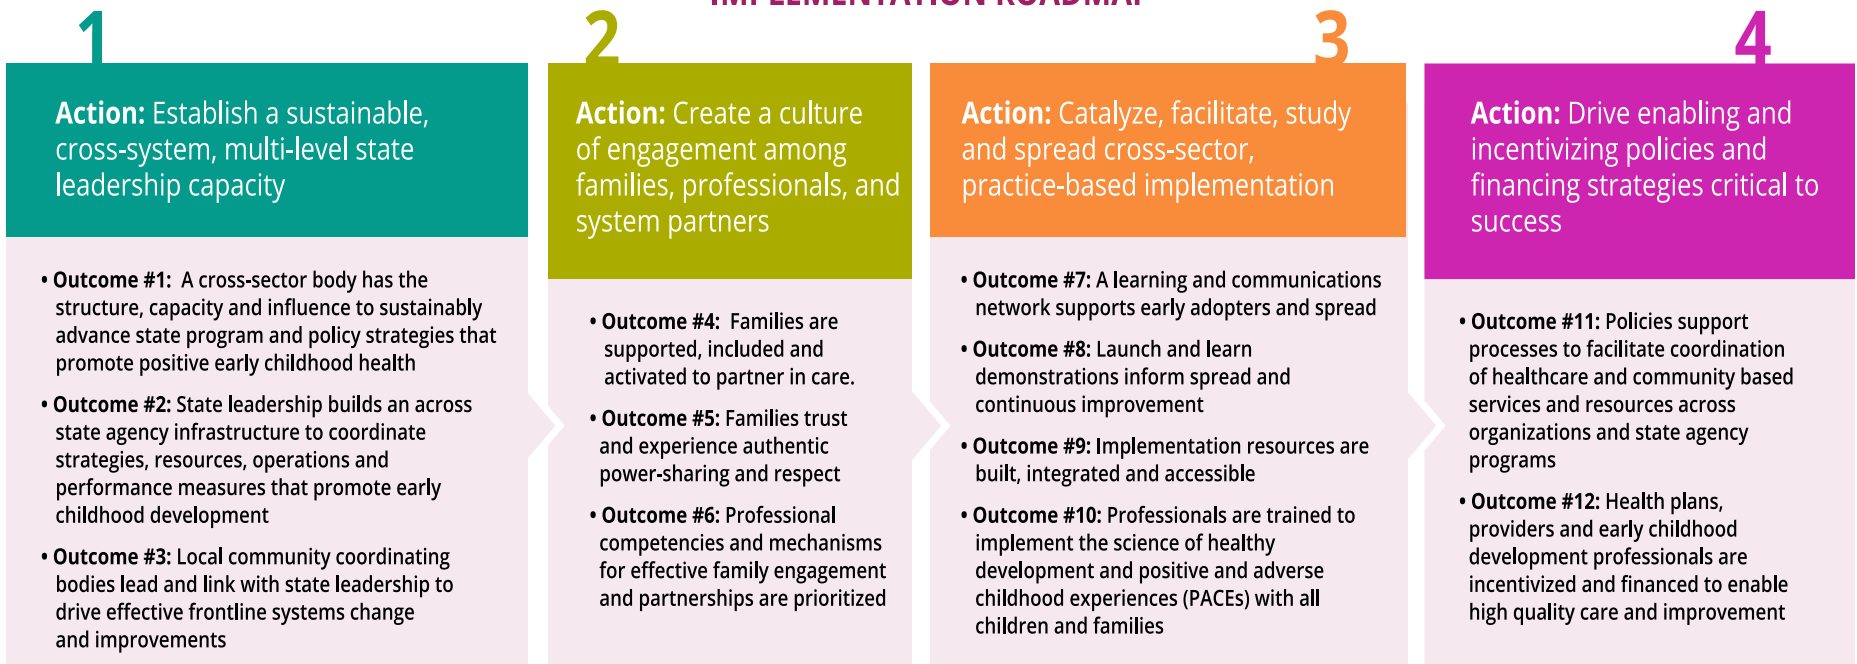 IMPLEMENTATION ROADMAP
1
Action: Establish a sustainable,
cross-system, multi-level state
leadership capacity
• Outcome #1: A cross-sector body has the
structure, capacity and influence to sustainably
advance state program and policy strategies that
promote positive early childhood health
• Outcome #2: State leadership builds an across
state agency infrastructure to coordinate
strategies, resources, operations and
performance measures that promote early
childhood development
• Outcome #3: Local community coordinating
bodies lead and link with state leadership to
drive effective frontline systems change
and improvements
2
Action: Create a culture
of engagement among
families, professionals, and
system partners
• Outcome #4: Families are
supported, included and
activated to partner in care.
• Outcome #5: Families trust
and experience authentic
power-sharing and respect
• Outcome #6: Professional
competencies and mechanisms
for effective family engagement
and partnerships are prioritized
3
Action: Catalyze, facilitate, study
and spread cross-sector,
practice-based implementation
• Outcome #7: A learning and communications
network supports early adopters and spread
• Outcome #8: Launch and learn
demonstrations inform spread and
continuous improvement
• Outcome #9: Implementation resources are
built, integrated and accessible
• Outcome #10: Professionals are trained to
implement the science of healthy
development and positive and adverse
childhood experiences (PACEs) with all
children and families
4
Action: Drive enabling and
incentivizing policies and
financing strategies critical to
success
• Outcome #11: Policies support
processes to facilitate coordination
of healthcare and community based
services and resources across
organizations and state agency
programs
• Outcome #12: Health plans,
providers and early childhood
development professionals are
incentivized and financed to enable
high quality care and improvement